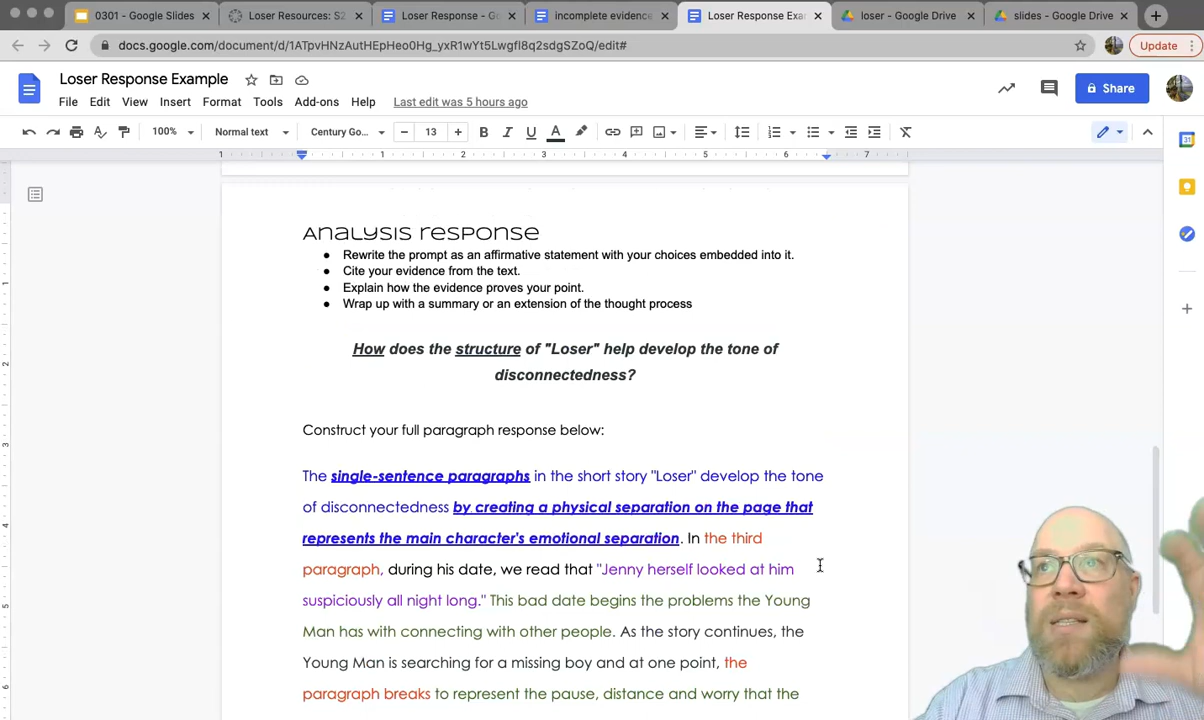 0301 - Google Slides
Loser Resources: S2
Loser Response - Go
incomplete evidence
Loser Response Exar
loser - Google Drive
slides - Google Drive
docs.google.com/document/d/1ATpvHNzAutHEpHeo0Hg_yxR1wYt5Lwgfl8q2sdgSZoQ/edit#
Update
Loser Response Example
File Edit View Insert Format Tools Add-ons Help Last edit was 5 hours ago
Share
100% Normal text Century Go... 13
1 1 2 3 4 5 6 7
Analysis response
● Rewrite the prompt as an affirmative statement with your choices embedded into it.
● Cite your evidence from the text.
● Explain how the evidence proves your point.
● Wrap up with a summary or an extension of the thought process
How does the structure of "Loser" help develop the tone of
disconnectedness?
Construct your full paragraph response below:
The single-sentence paragraphs in the short story "Loser" develop the tone
of disconnectedness by creating a physical separation on the page that
represents the main character's emotional separation. In the third
paragraph, during his date, we read that "Jenny herself looked at him
suspiciously all night long." This bad date begins the problems the Young
Man has with connecting with other people. As the story continues, the
Young Man is searching for a missing boy and at one point, the
paragraph breaks to represent the pause, distance and worry that the